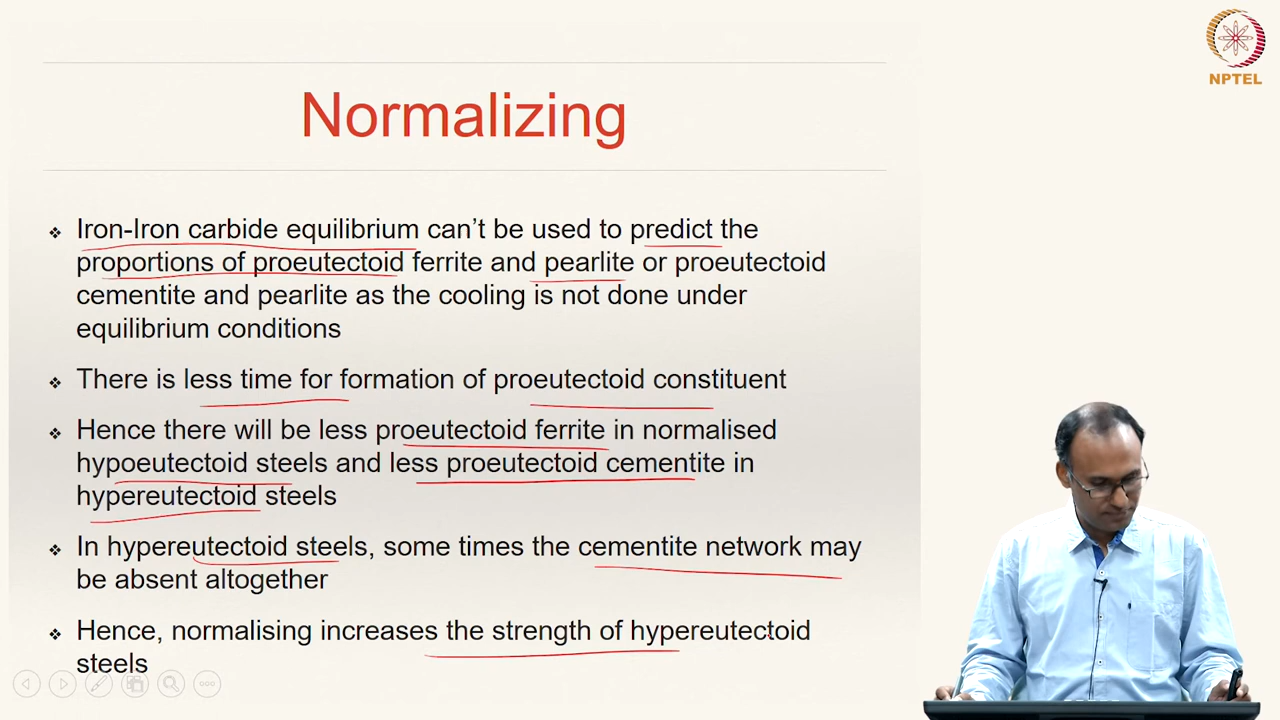 NPTEL
Normalizing
❖ Iron-Iron carbide equilibrium can’t be used to predict the
proportions of proeutectoid ferrite and pearlite or proeutectoid
cementite and pearlite as the cooling is not done under
equilibrium conditions
❖ There is less time for formation of proeutectoid constituent
❖ Hence there will be less proeutectoid ferrite in normalised
hypoeutectoid steels and less proeutectoid cementite in
hypereutectoid steels
❖ In hypereutectoid steels, some times the cementite network may
be absent altogether
❖ Hence, normalising increases the strength of hypereutectoid
steels